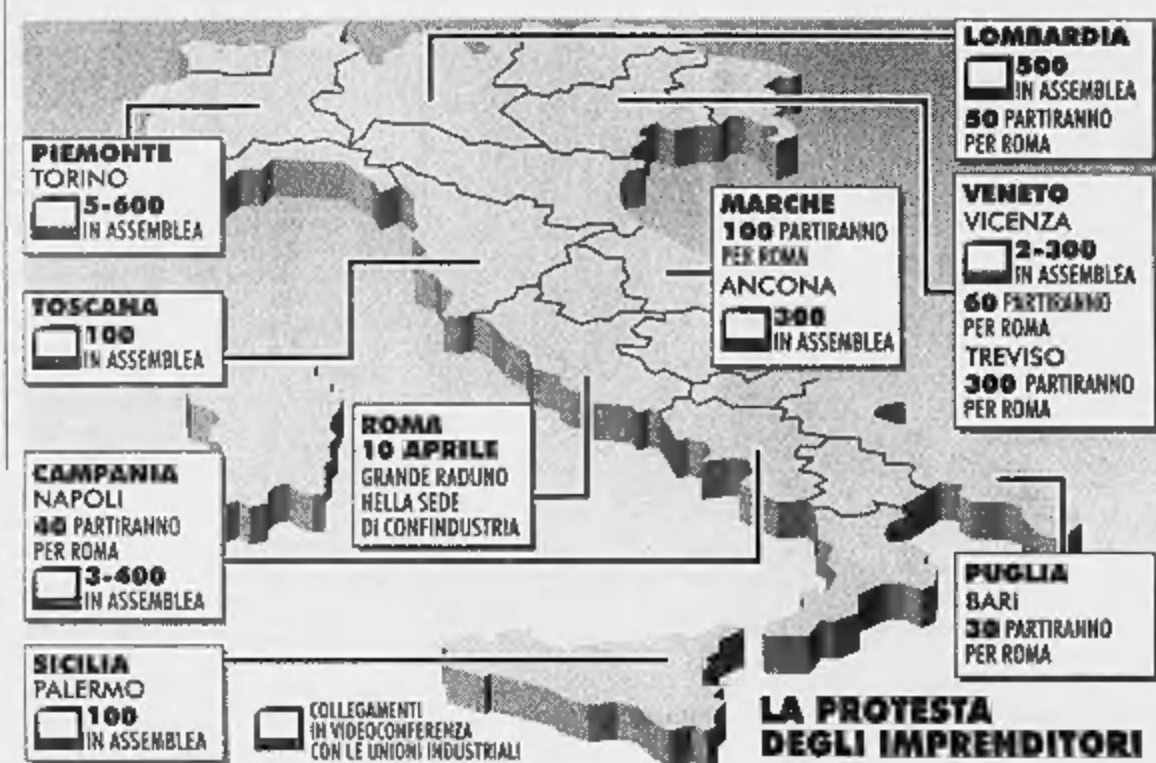 LOMBARDIA
500
IN ASSEMBLEA
50 PARTIRANNO
PER ROMA
PIEMONTE
TORINO
5-600
IN ASSEMBLEA
VENETO
VICENZA
2-300
IN ASSEMBLEA
60 PARTIRANNO
PER ROMA
TREVISO
300 PARTIRANNO
PER ROMA
MARCHE
100 PARTIRANNO
PER ROMA
ANCONA
300
IN ASSEMBLEA
TOSCANA
100
IN ASSEMBLEA
ROMA
10 APRILE
GRANDE RADUNO
NELLA SEDE
DI CONFINDUSTRIA
CAMPANIA
NAPOLI
40 PARTIRANNO
PER ROMA
3-400
IN ASSEMBLEA
PUGLIA
BARI
30 PARTIRANNO
PER ROMA
SICILIA
PALERMO
100
IN ASSEMBLEA
COLLEGAMENTI
IN VIDEOCONFERENZA
CON LE UNIONI INDUSTRIALI
LA PROTESTA
DEGLI IMPRENDITORI